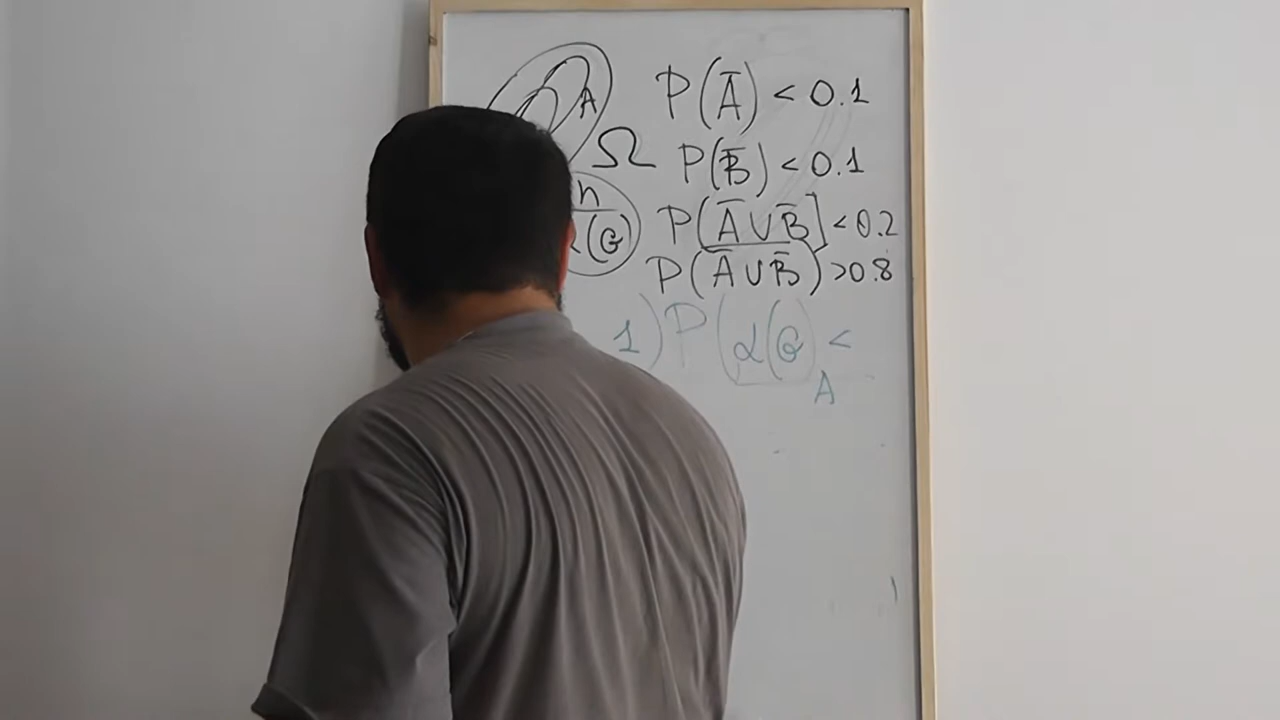 A
Ω
P(Ā) < 0.1
P(B̄) < 0.1
n
(G)
P(Ā ∪ B̄] < 0.2
P(Ā ∪ B̄) > 0.8
1) P(α(G) <
A